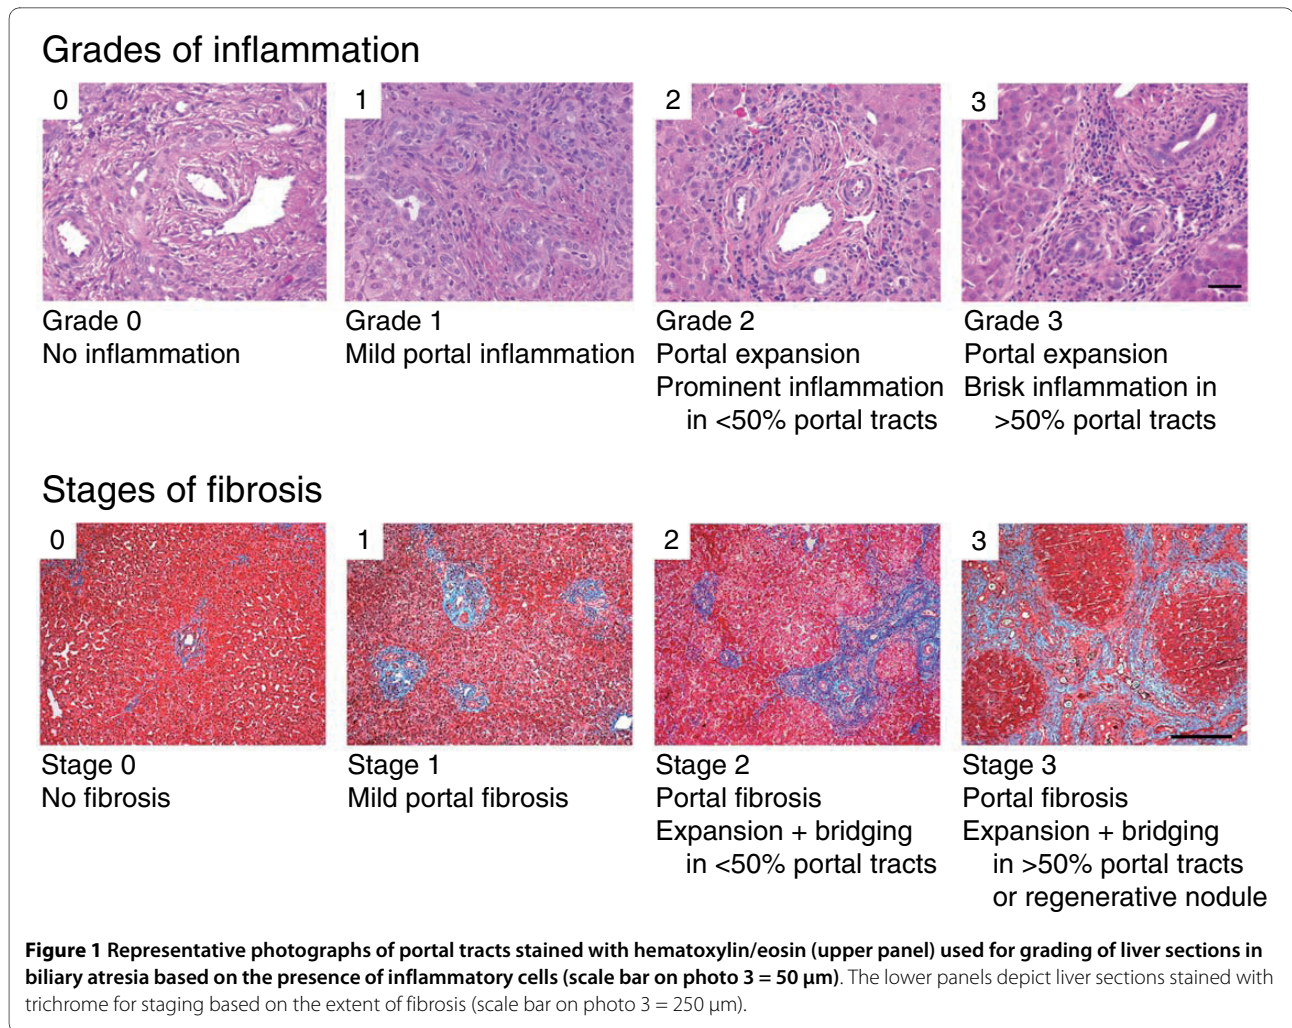 Grades of inflammation
0
1
2
3
Grade 0
No inflammation
Grade 1
Mild portal inflammation
Grade 2
Portal expansion
Prominent inflammation
in <50% portal tracts
Grade 3
Portal expansion
Brisk inflammation in
>50% portal tracts
Stages of fibrosis
0
1
2
3
Stage 0
No fibrosis
Stage 1
Mild portal fibrosis
Stage 2
Portal fibrosis
Expansion + bridging
in <50% portal tracts
Stage 3
Portal fibrosis
Expansion + bridging
in >50% portal tracts
or regenerative nodule
Figure 1 Representative photographs of portal tracts stained with hematoxylin/eosin (upper panel) used for grading of liver sections in
biliary atresia based on the presence of inflammatory cells (scale bar on photo 3 = 50 μm). The lower panels depict liver sections stained with
trichrome for staging based on the extent of fibrosis (scale bar on photo 3 = 250 μm).